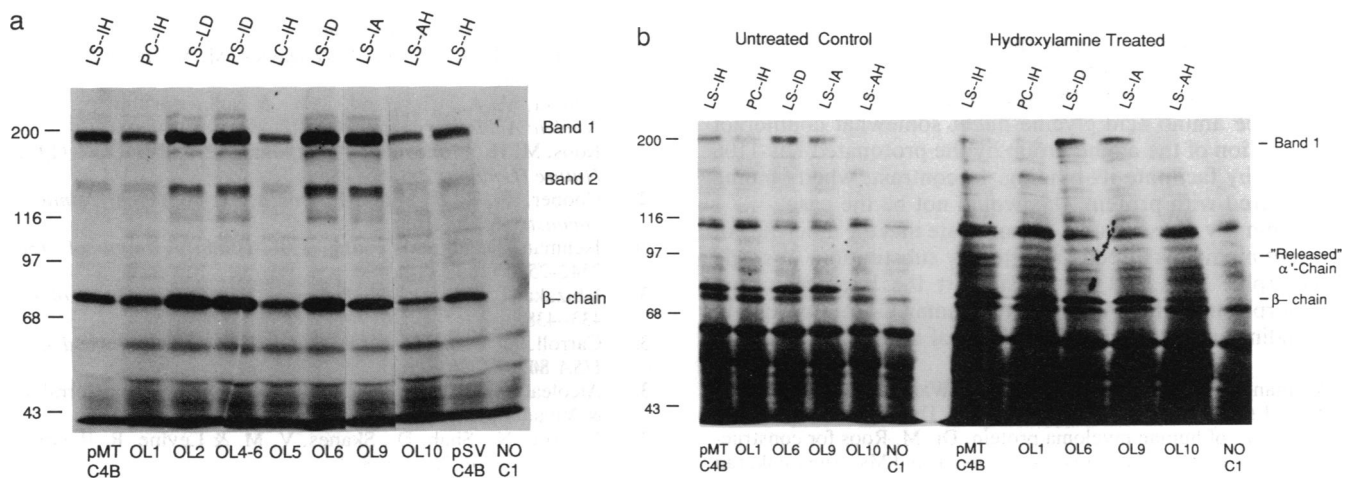 a
LS--IH PC--IH LS--LD PS--ID LC--IH LS--ID LS--IA LS--AH LS--IH
200
116
97
68
43
Band 1
Band 2
β– chain
pMT C4B OL1 OL2 OL4-6 OL5 OL6 OL9 OL10 pSV C4B NO C1
b
Untreated Control Hydroxylamine Treated
LS--IH PC--IH LS--ID LS--IA LS--AH LS--IH PC--IH LS--ID LS--IA LS--AH
200
116
97
68
43
Band 1
"Released"
α'-Chain
β– chain
pMT C4B OL1 OL6 OL9 OL10 NO C1 pMT C4B OL1 OL6 OL9 OL10 NO C1